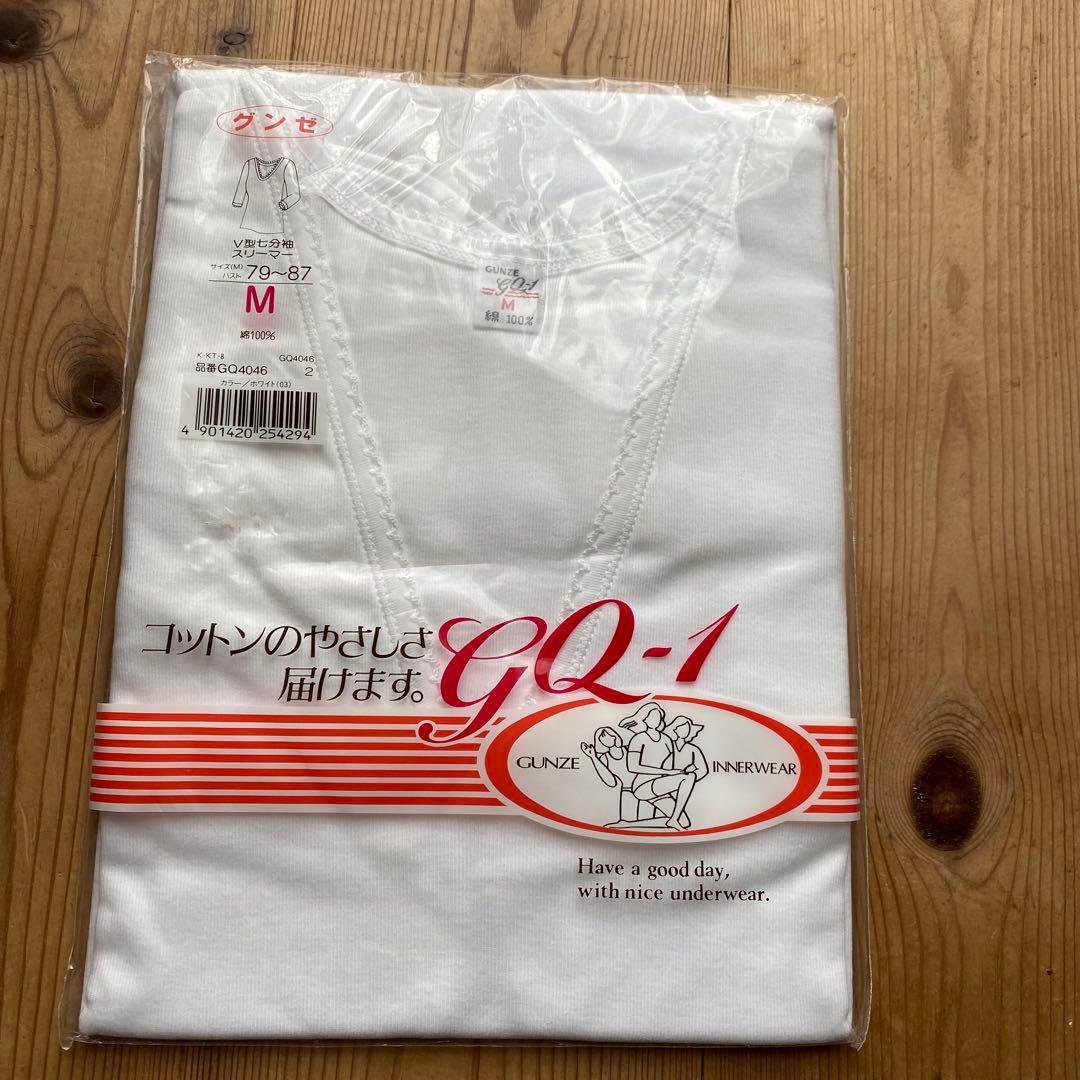 グンゼ
V型七分袖
スリーマー
サイズ(M)
バスト 79〜87
M
綿100%
K-KT-8 GQ4046
品番GQ4046 2
カラー/ホワイト(03)
4 901420 254294
GUNZE
GQ-1
M
綿 100%
コットンのやさしさ
届けます。
GQ-1
GUNZE INNERWEAR
Have a good day,
with nice underwear.